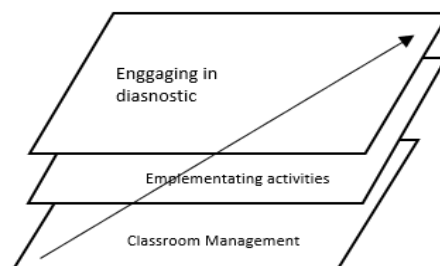 Enggaging in
diasnostic
Emplementating activities
Classroom Management